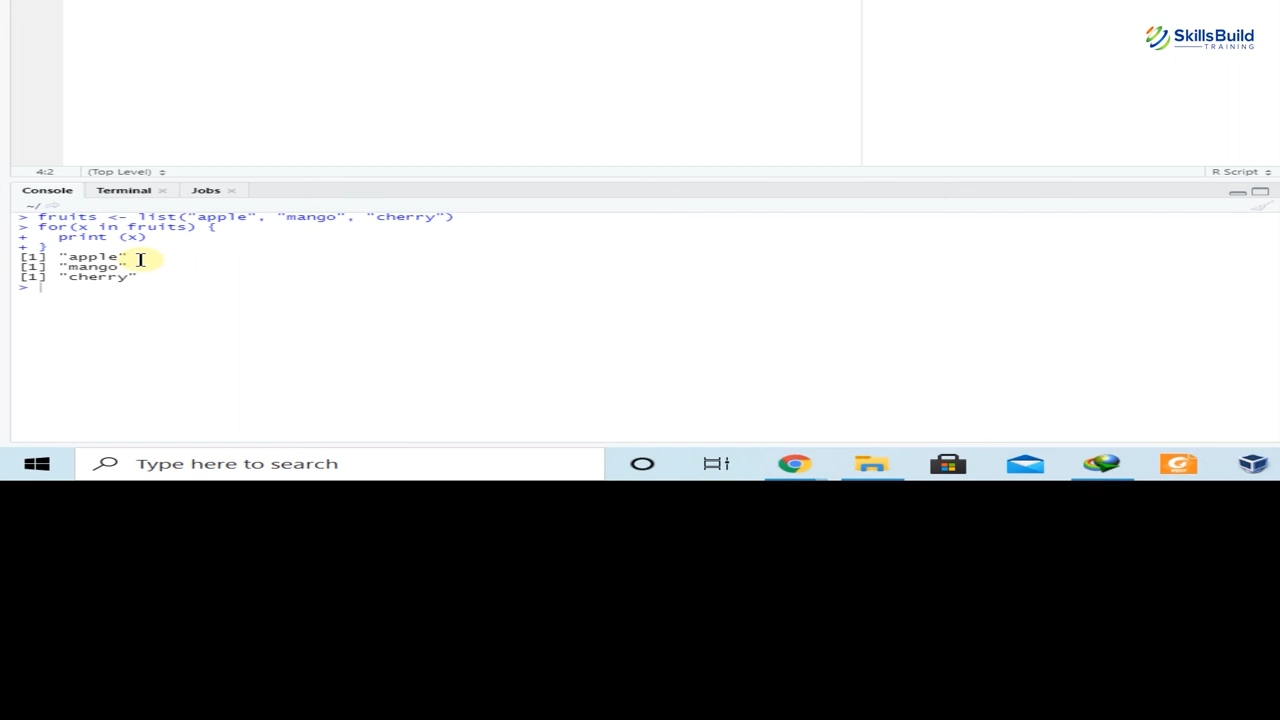 SkillsBuild
TRAINING
4:2 (Top Level) R Script
Console Terminal Jobs
~/
> fruits <- list("apple", "mango", "cherry")
> for(x in fruits) {
+ print (x)
+ }
[1] "apple"
[1] "mango"
[1] "cherry"
>
Type here to search